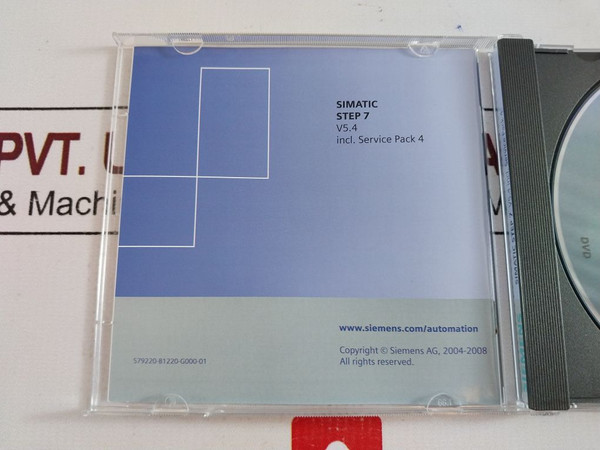 SIMATIC
STEP 7
V5.4
incl. Service Pack 4
PVT. U
& Machi
www.siemens.com/automation
Copyright © Siemens AG, 2004-2008
All rights reserved.
579220-81220-G000-01
DVD